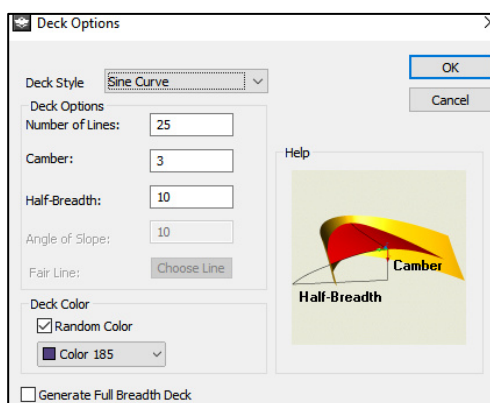 Deck Options
OK
Deck Style Sine Curve
Cancel
Deck Options
Number of Lines: 25
Camber: 3
Half-Breadth: 10
Angle of Slope: 10
Fair Line: Choose Line
Help
Camber
Half-Breadth
Deck Color
Random Color
Color 185
Generate Full Breadth Deck